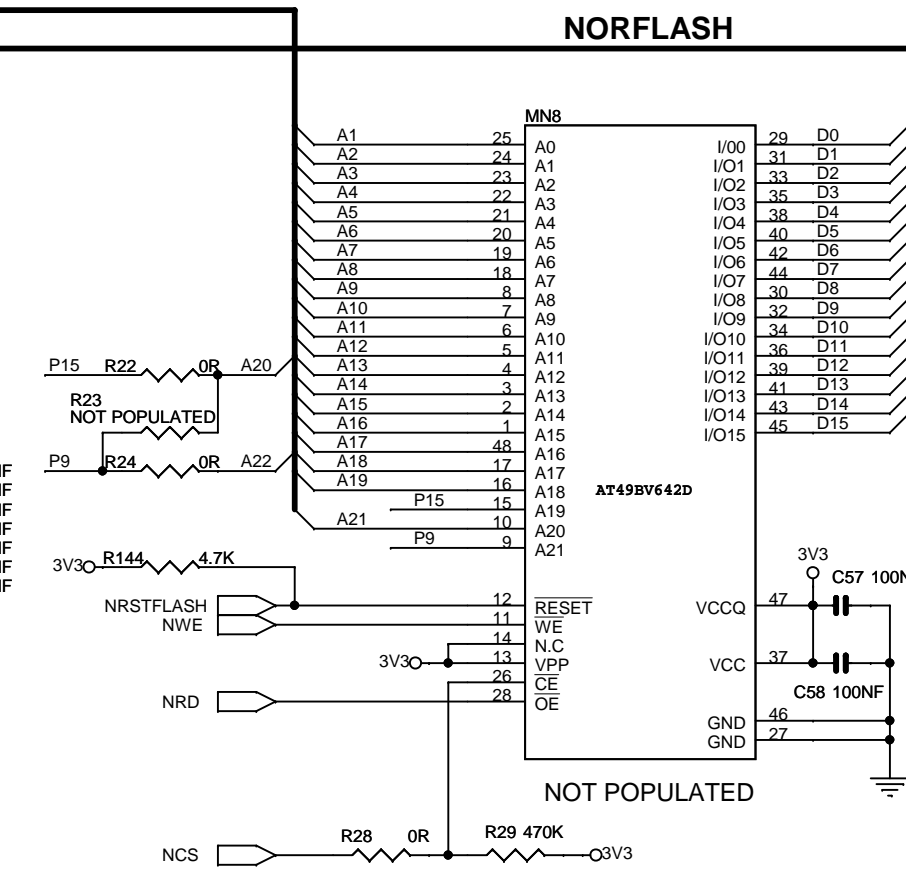 NORFLASH
MN8
A1 25 A0 I/00 29 D0
A2 24 A1 I/O1 31 D1
A3 23 A2 I/O2 33 D2
A4 22 A3 I/O3 35 D3
A5 21 A4 I/O4 38 D4
A6 20 A5 I/O5 40 D5
A7 19 A6 I/O6 42 D6
A8 18 A7 I/O7 44 D7
A9 8 A8 I/O8 30 D8
A10 7 A9 I/O9 32 D9
A11 6 A10 I/O10 34 D10
A12 5 A11 I/O11 36 D11
P15 R22 0R A20 A13 4 A12 I/O12 39 D12
A14 3 A13 I/O13 41 D13
R23
NOT POPULATED
A15 2 A14 I/O14 43 D14
A16 1 A15 I/O15 45 D15
A17 48 A16
P9 R24 0R A22 A18 17 A17
A19 16 A18 AT49BV642D
P15 15 A19
A21 10 A20
P9 9 A21
3V3 R144 4.7K
3V3
C57
NRSTFLASH 12 RESET VCCQ 47
NWE 11 WE
14 N.C
3V3 13 VPP VCC 37
26 CE
C58 100NF
NRD 28 OE
GND 46
GND 27
NOT POPULATED
NCS R28 0R R29 470K 3V3